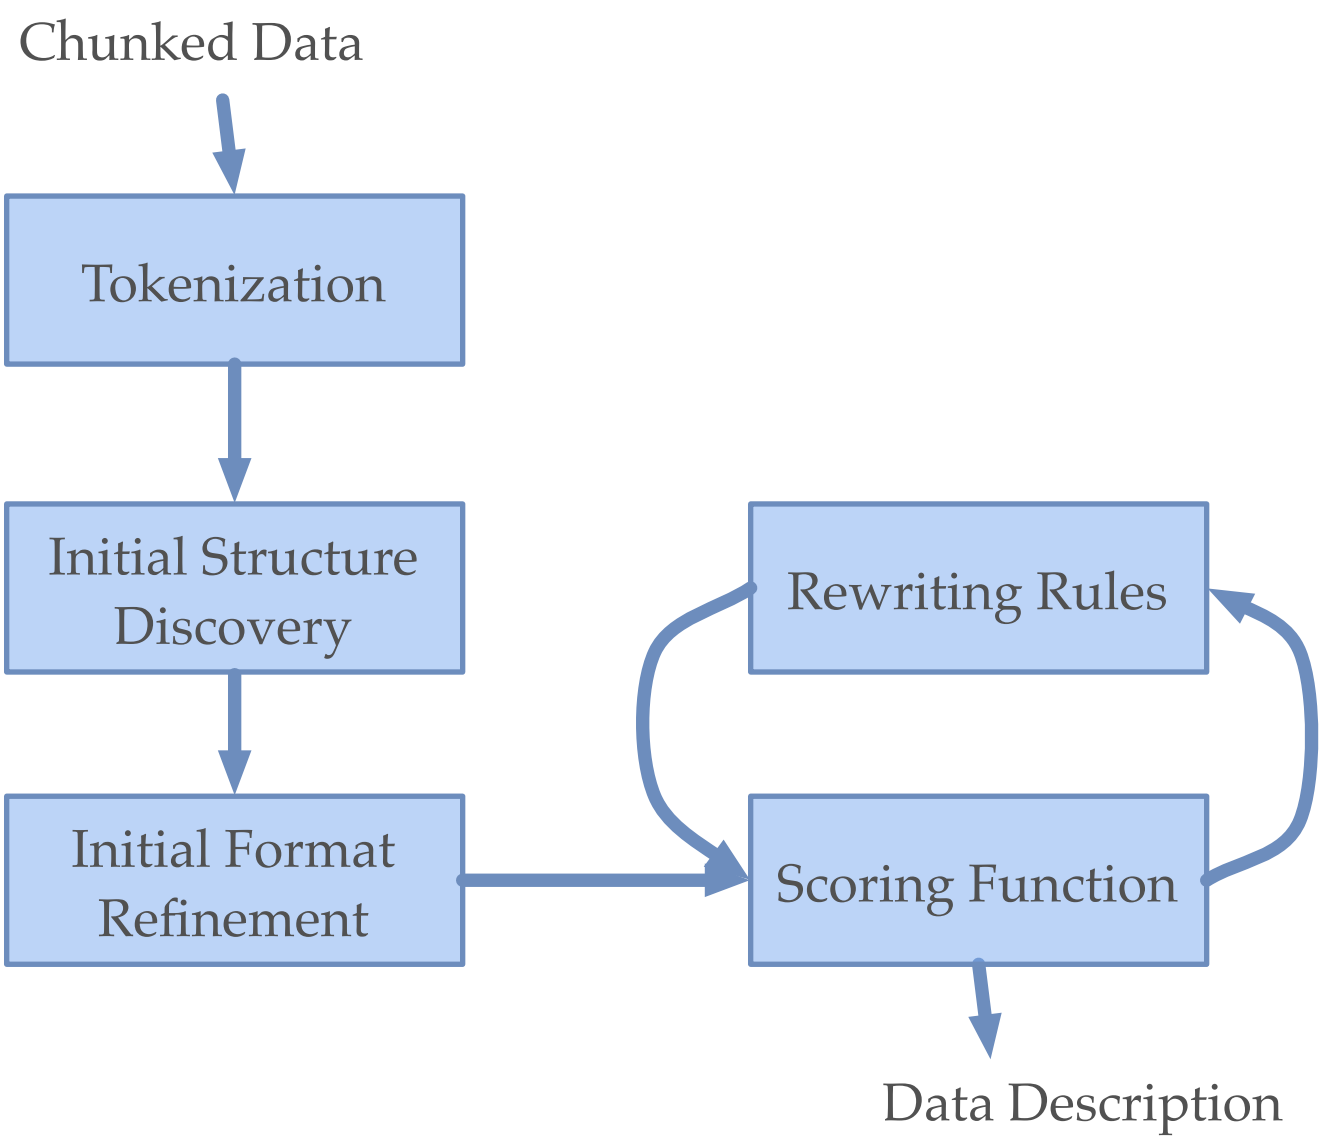 Chunked Data
Tokenization
Initial Structure
Discovery
Initial Format
Refinement
Rewriting Rules
Scoring Function
Data Description